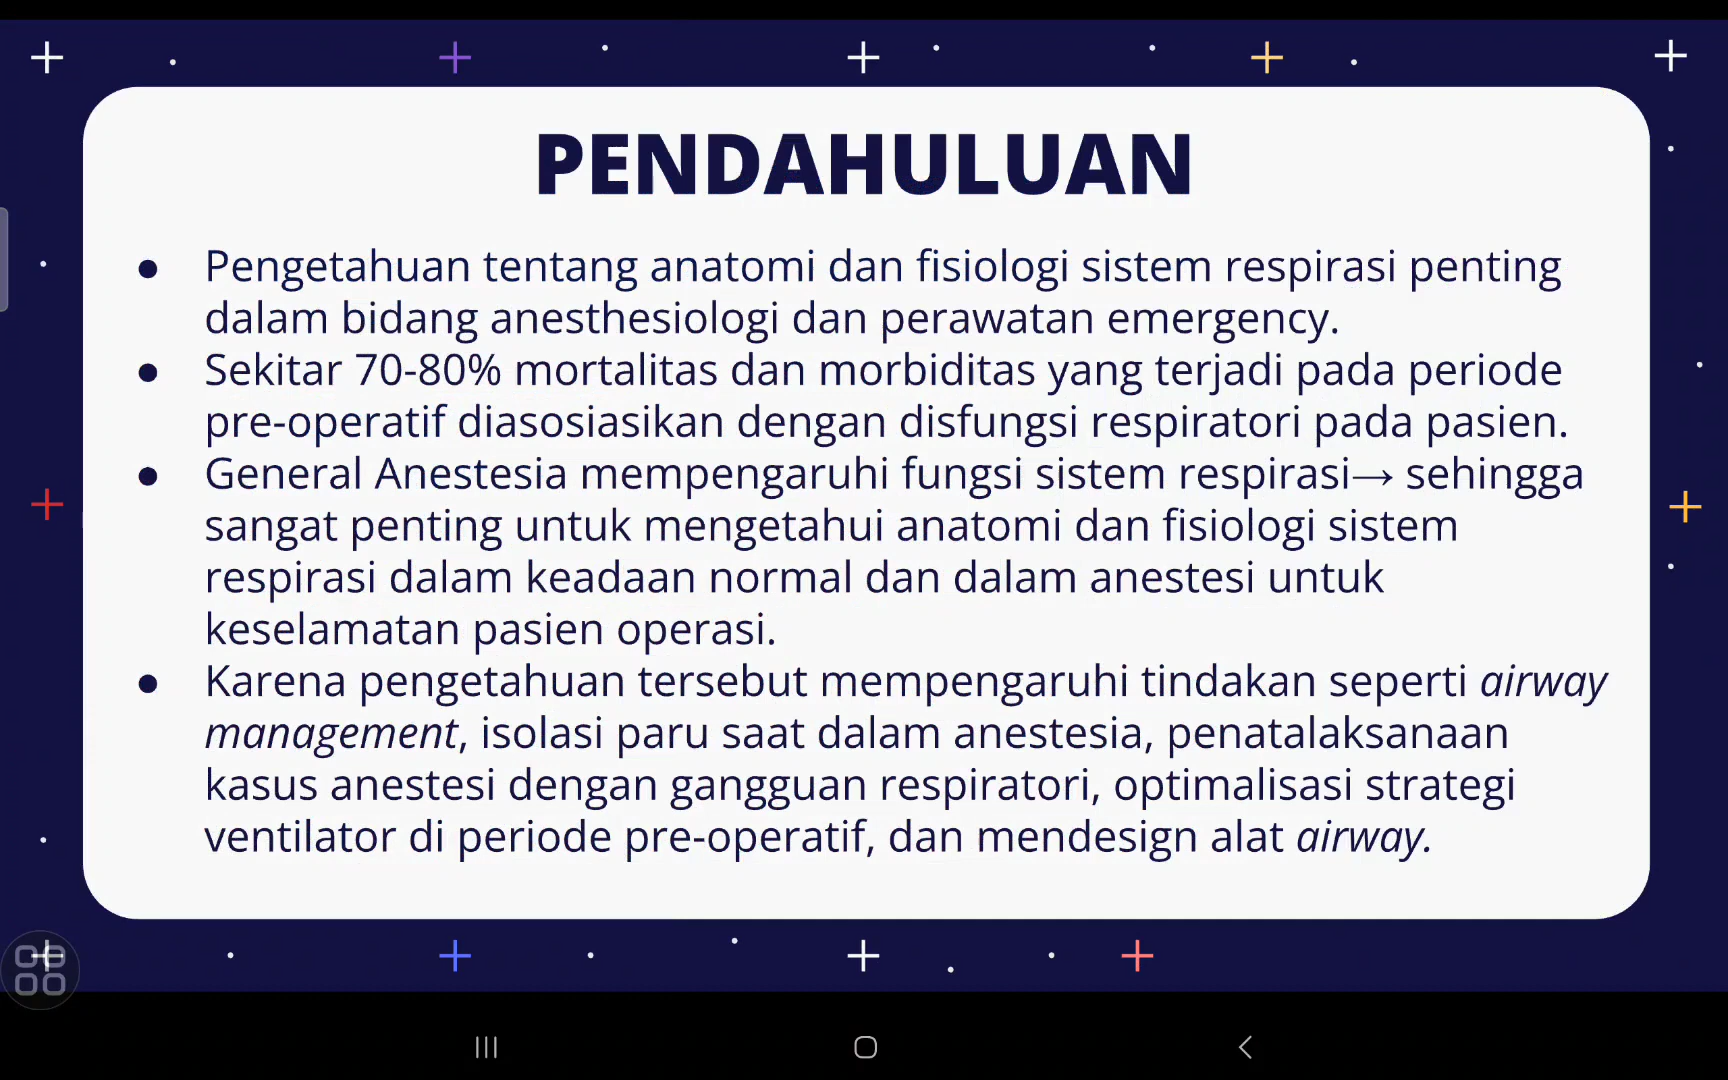 PENDAHULUAN
● Pengetahuan tentang anatomi dan fisiologi sistem respirasi penting
dalam bidang anesthesiologi dan perawatan emergency.
● Sekitar 70-80% mortalitas dan morbiditas yang terjadi pada periode
pre-operatif diasosiasikan dengan disfungsi respiratori pada pasien.
● General Anestesia mempengaruhi fungsi sistem respirasi→ sehingga
sangat penting untuk mengetahui anatomi dan fisiologi sistem
respirasi dalam keadaan normal dan dalam anestesi untuk
keselamatan pasien operasi.
● Karena pengetahuan tersebut mempengaruhi tindakan seperti airway
management, isolasi paru saat dalam anestesia, penatalaksanaan
kasus anestesi dengan gangguan respiratori, optimalisasi strategi
ventilator di periode pre-operatif, dan mendesign alat airway.